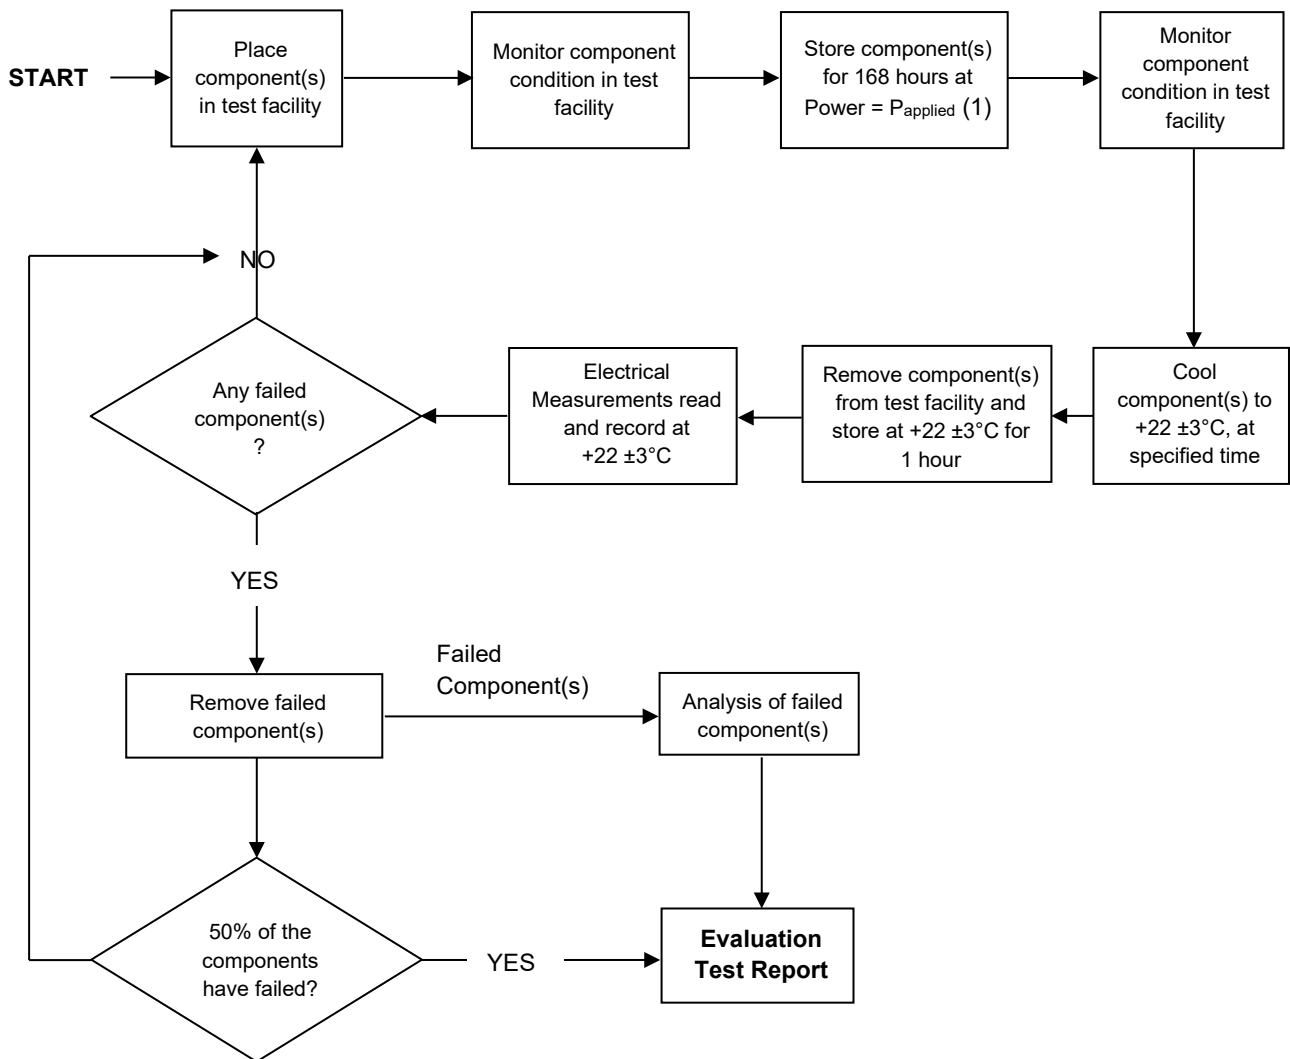 START
Place
component(s)
in test facility
Monitor component
condition in test
facility
Store component(s)
for 168 hours at
Power = Papplied (1)
Monitor
component
condition in test
facility
NO
Any failed
component(s)
?
Electrical
Measurements read
and record at
+22 ±3°C
Remove component(s)
from test facility and
store at +22 ±3°C for
1 hour
Cool
component(s) to
+22 ±3°C, at
specified time
YES
Remove failed
component(s)
Failed
Component(s)
Analysis of failed
component(s)
50% of the
components
have failed?
YES
Evaluation
Test Report